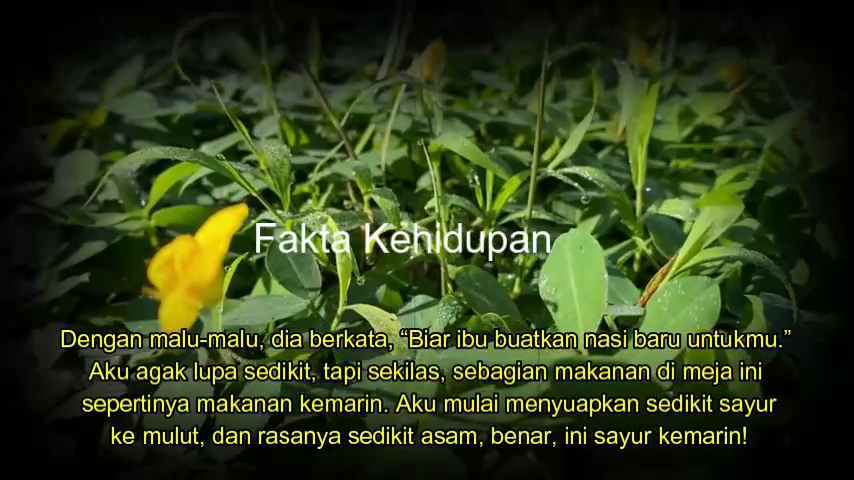 Fakta Kehidupan
Dengan malu-malu, dia berkata, “Biar ibu buatkan nasi baru untukmu.”
Aku agak lupa sedikit, tapi sekilas, sebagian makanan di meja ini
sepertinya makanan kemarin. Aku mulai menyuapkan sedikit sayur
ke mulut, dan rasanya sedikit asam, benar, ini sayur kemarin!